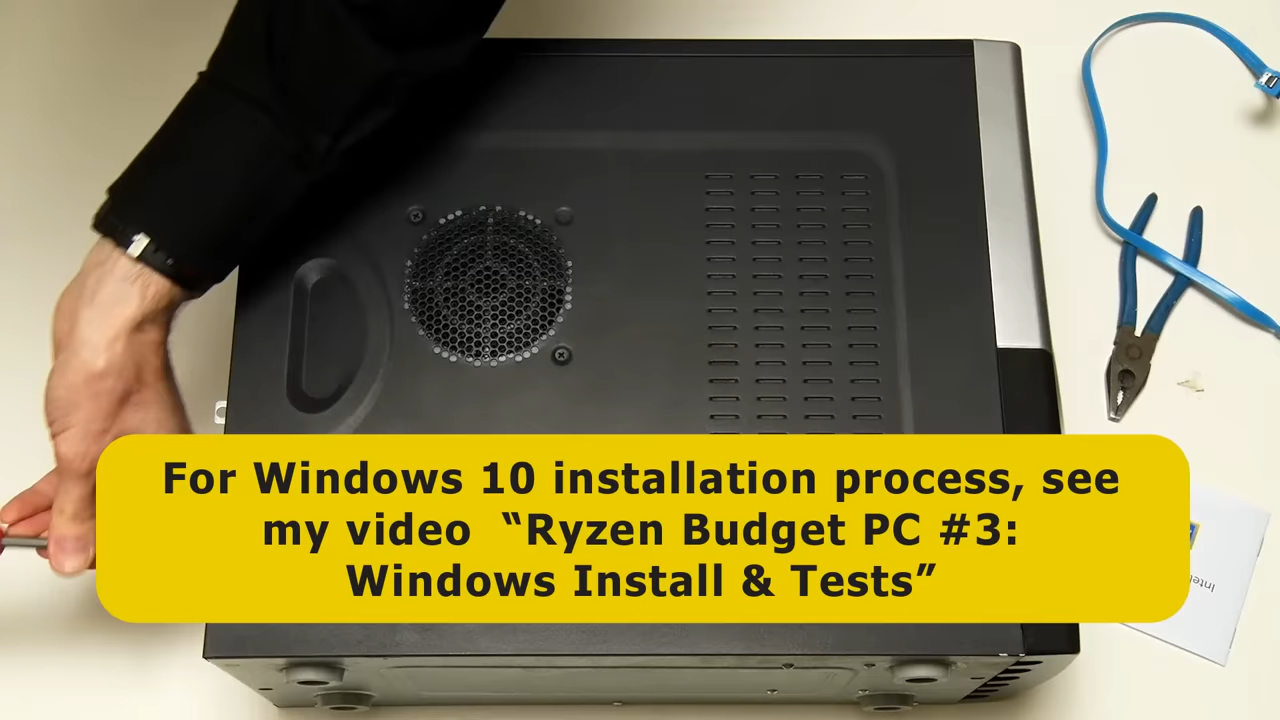 For Windows 10 installation process, see
my video “Ryzen Budget PC #3:
Windows Install & Tests”